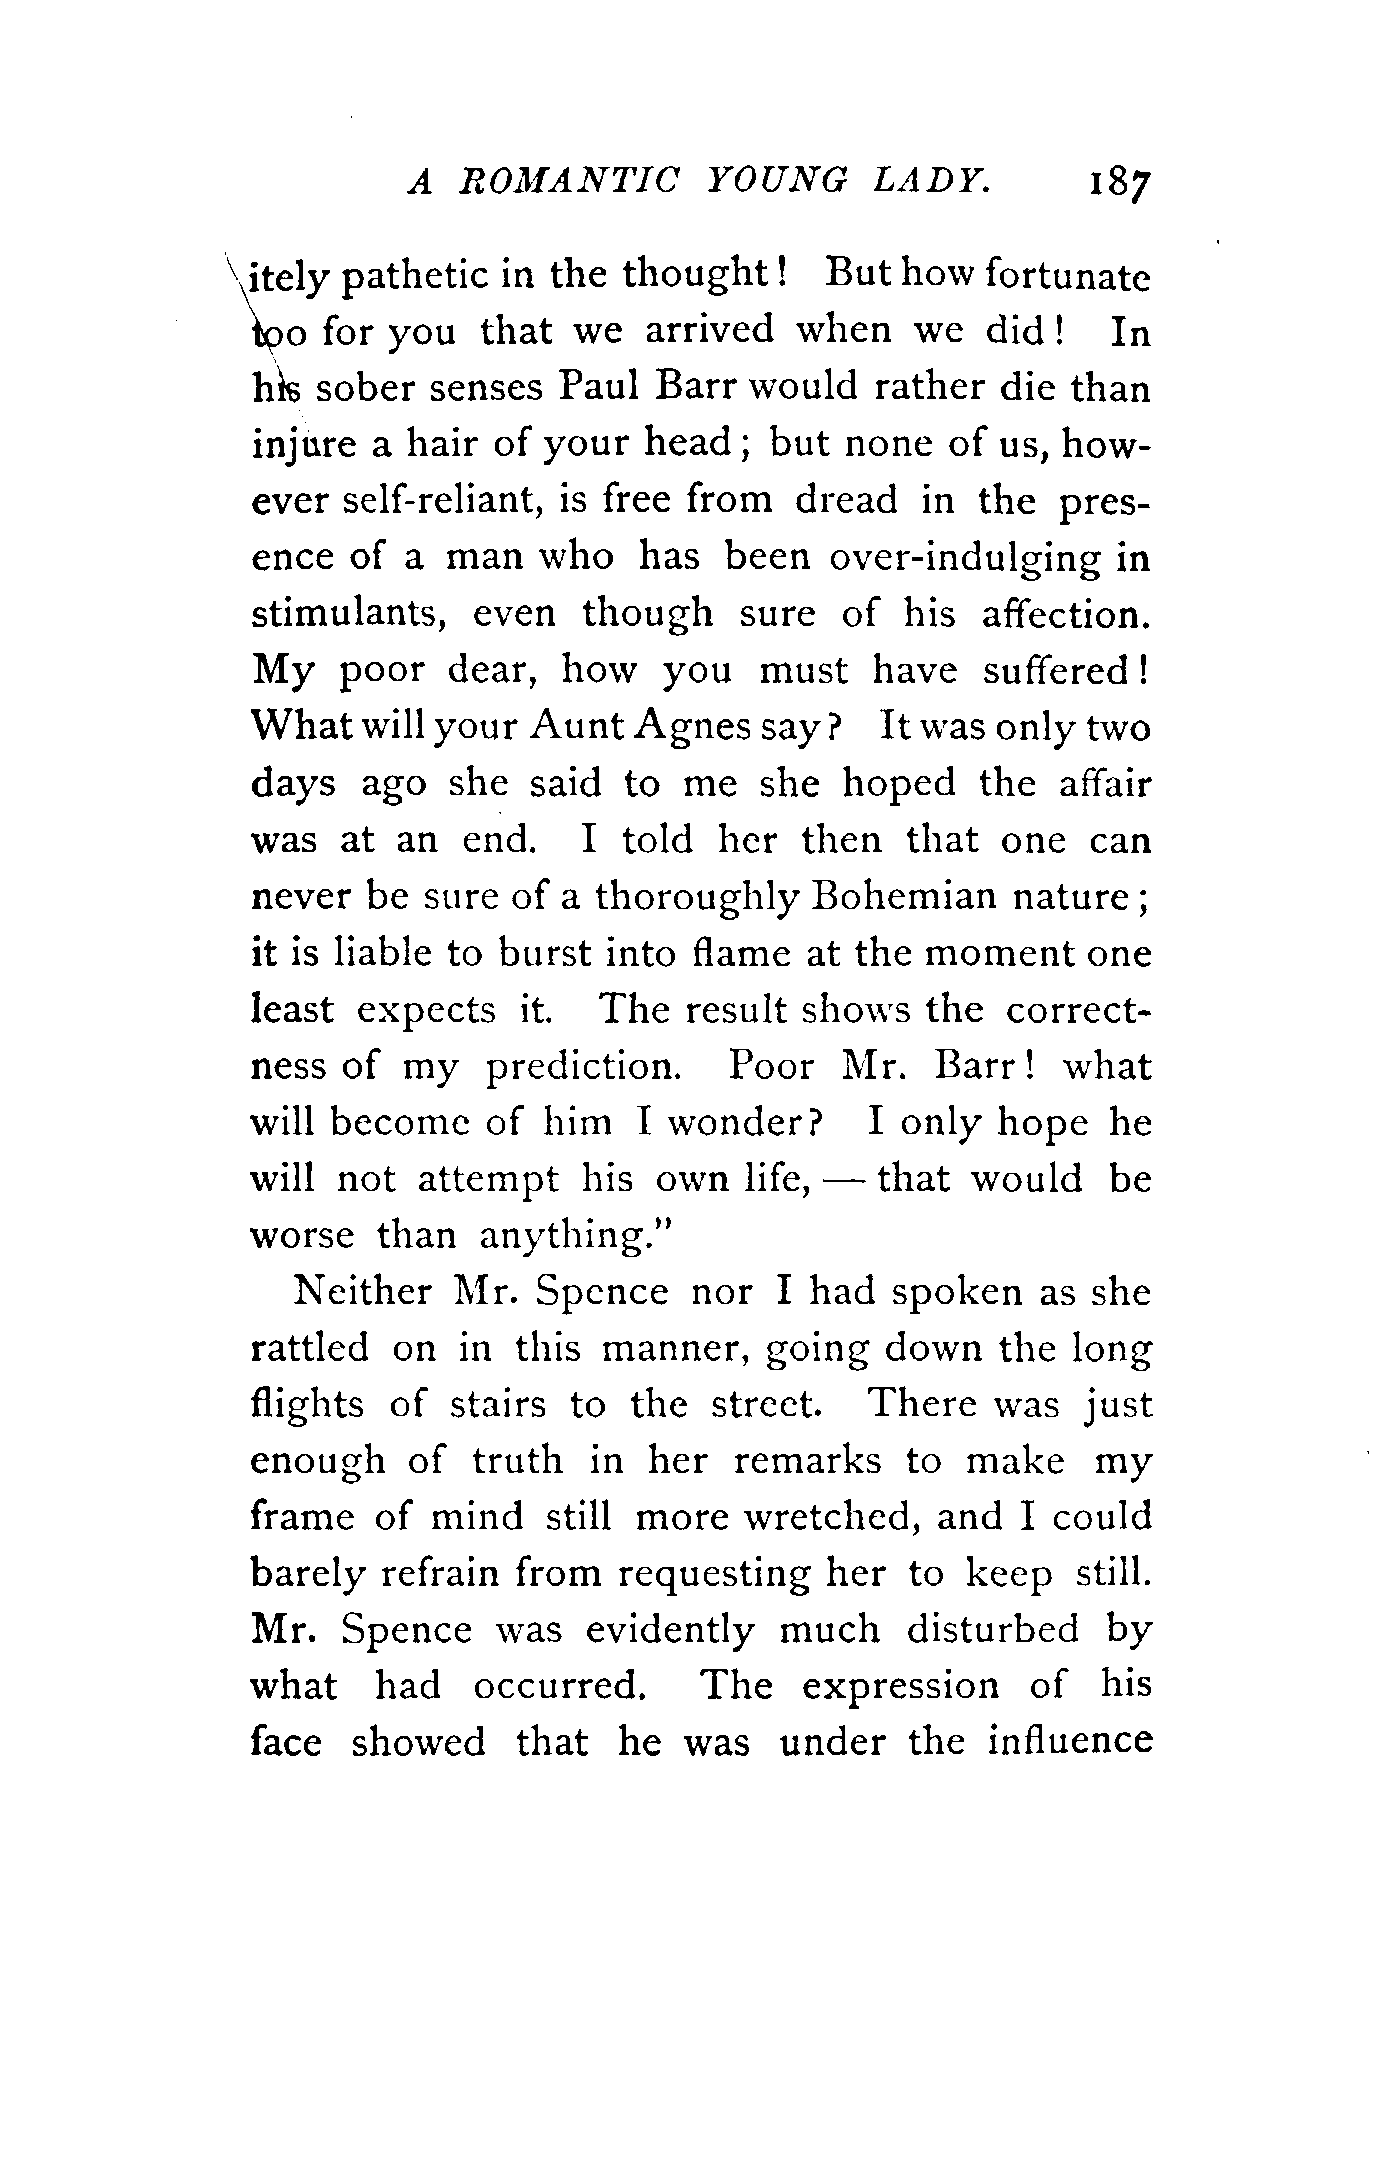 A ROMANTIC YOUNG LADY. 187
itely pathetic in the thought! But how fortunate
too for you that we arrived when we did! In
his sober senses Paul Barr would rather die than
injure a hair of your head; but none of us, how-
ever self-reliant, is free from dread in the pres-
ence of a man who has been over-indulging in
stimulants, even though sure of his affection.
My poor dear, how you must have suffered!
What will your Aunt Agnes say? It was only two
days ago she said to me she hoped the affair
was at an end. I told her then that one can
never be sure of a thoroughly Bohemian nature;
it is liable to burst into flame at the moment one
least expects it. The result shows the correct-
ness of my prediction. Poor Mr. Barr! what
will become of him I wonder? I only hope he
will not attempt his own life, — that would be
worse than anything."
Neither Mr. Spence nor I had spoken as she
rattled on in this manner, going down the long
flights of stairs to the street. There was just
enough of truth in her remarks to make my
frame of mind still more wretched, and I could
barely refrain from requesting her to keep still.
Mr. Spence was evidently much disturbed by
what had occurred. The expression of his
face showed that he was under the influence